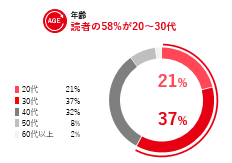 AGE
年齢
読者の58%が20〜30代
20代 21%
30代 37%
40代 32%
50代 8%
60代以上 2%
21%
37%